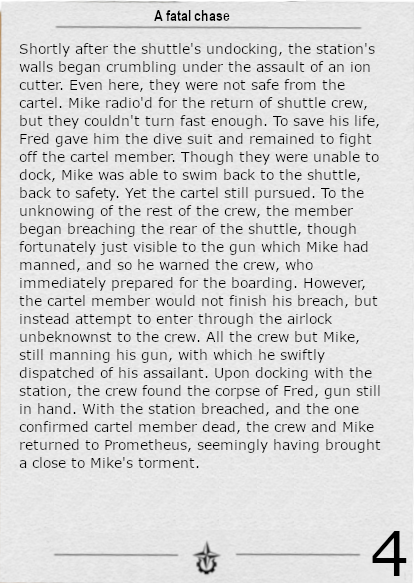 A fatal chase
Shortly after the shuttle's undocking, the station's
walls began crumbling under the assault of an ion
cutter. Even here, they were not safe from the
cartel. Mike radio'd for the return of shuttle crew,
but they couldn't turn fast enough. To save his life,
Fred gave him the dive suit and remained to fight
off the cartel member. Though they were unable to
dock, Mike was able to swim back to the shuttle,
back to safety. Yet the cartel still pursued. To the
unknowing of the rest of the crew, the member
began breaching the rear of the shuttle, though
fortunately just visible to the gun which Mike had
manned, and so he warned the crew, who
immediately prepared for the boarding. However,
the cartel member would not finish his breach, but
instead attempt to enter through the airlock
unbeknownst to the crew. All the crew but Mike,
still manning his gun, with which he swiftly
dispatched of his assailant. Upon docking with the
station, the crew found the corpse of Fred, gun still
in hand. With the station breached, and the one
confirmed cartel member dead, the crew and Mike
returned to Prometheus, seemingly having brought
a close to Mike's torment.
4